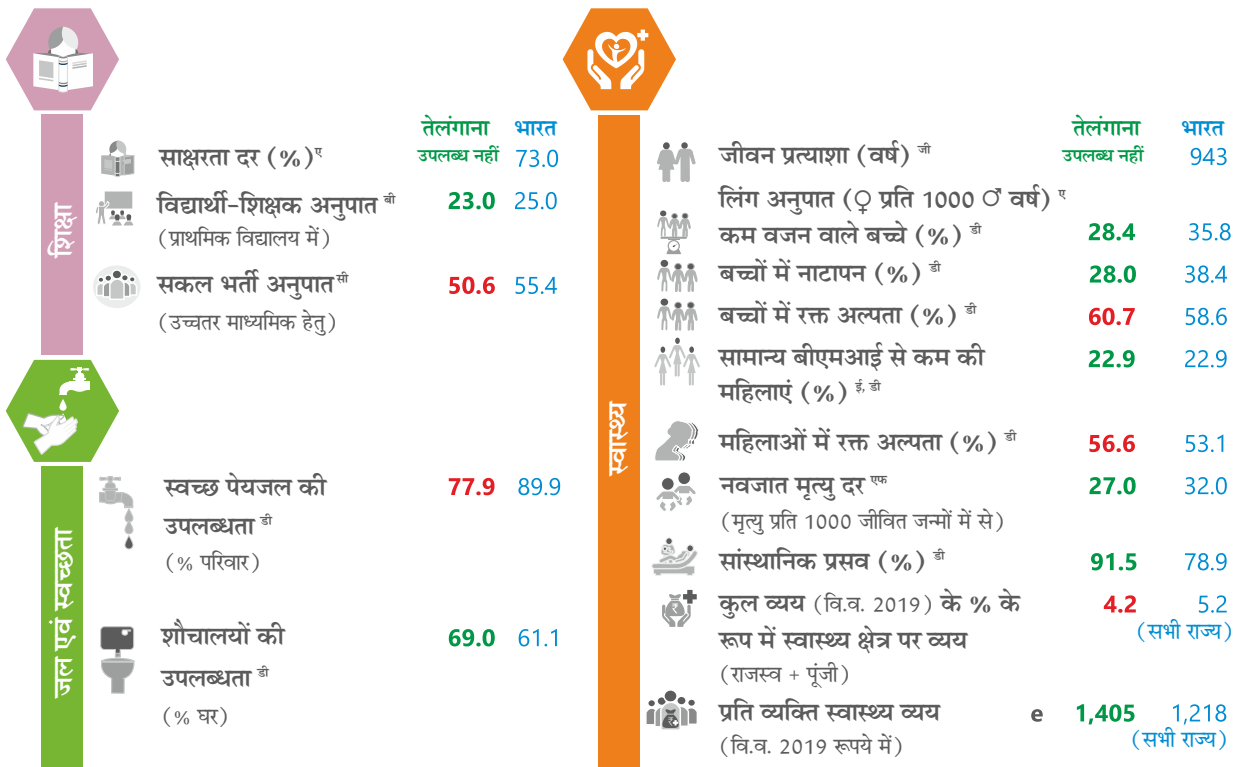 शिक्षा
तेलंगाना भारत
साक्षरता दर (%)ए उपलब्ध नहीं 73.0
विद्यार्थी-शिक्षक अनुपात बी 23.0 25.0
(प्राथमिक विद्यालय में)
सकल भर्ती अनुपात सी 50.6 55.4
(उच्चतर माध्यमिक हेतु)
जल एवं स्वच्छता
स्वच्छ पेयजल की 77.9 89.9
उपलब्धता डी
(% परिवार)
शौचालयों की 69.0 61.1
उपलब्धता डी
(% घर)
स्वास्थ्य
तेलंगाना भारत
जीवन प्रत्याशा (वर्ष) जी उपलब्ध नहीं 943
लिंग अनुपात (♀ प्रति 1000 ♂ वर्ष) ए
कम वजन वाले बच्चे (%) डी 28.4 35.8
बच्चों में नाटापन (%) डी 28.0 38.4
बच्चों में रक्त अल्पता (%) डी 60.7 58.6
सामान्य बीएमआई से कम की 22.9 22.9
महिलाएं (%) ई, डी
महिलाओं में रक्त अल्पता (%) डी 56.6 53.1
नवजात मृत्यु दर एफ 27.0 32.0
(मृत्यु प्रति 1000 जीवित जन्मों में से)
सांस्थानिक प्रसव (%) डी 91.5 78.9
कुल व्यय (वि.व. 2019) के % के 4.2 5.2
(सभी राज्य)
रूप में स्वास्थ्य क्षेत्र पर व्यय
(राजस्व + पूंजी)
प्रति व्यक्ति स्वास्थ्य व्यय e 1,405 1,218
(वि.व. 2019 रूपये में) (सभी राज्य)